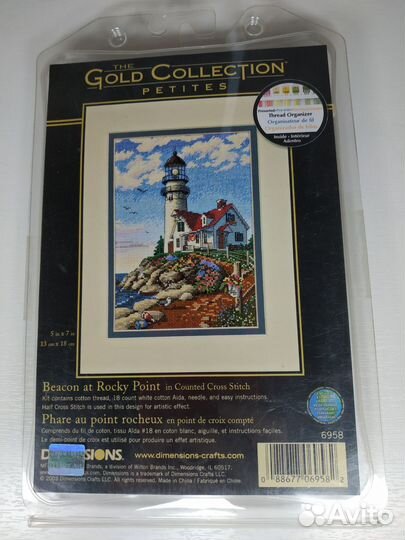 THE
GOLD COLLECTION
PETITES
Thread Organizer
Organisateur de fil
Organizador de hilos
Inside - Intérieur
Adentro
5 in x 7 in
13 cm x 18 cm
Beacon at Rocky Point in Counted Cross Stitch
Kit contains cotton thread, 18 count white cotton Aida, needle, and easy instructions.
Half Cross Stitch is used in this design for artistic effect.
Phare au point rocheux en point de croix compté
Comprends du fil de coton, tissu Aida #18 en coton blanc, aiguille, et instructions faciles.
Le demi-point de croix est utilisé pour produire un effet artistique.
6958
DIMENSIONS® www.dimensions-crafts.com
Brands, a division of Wilton Brands Inc., Woodridge, IL 60517.
is a trademark of Dimensions Crafts LLC.
Dimensions Crafts LLC. All rights reserved. Made in China / Fabriqué en Chine.
0 88677 06958 2
Avito